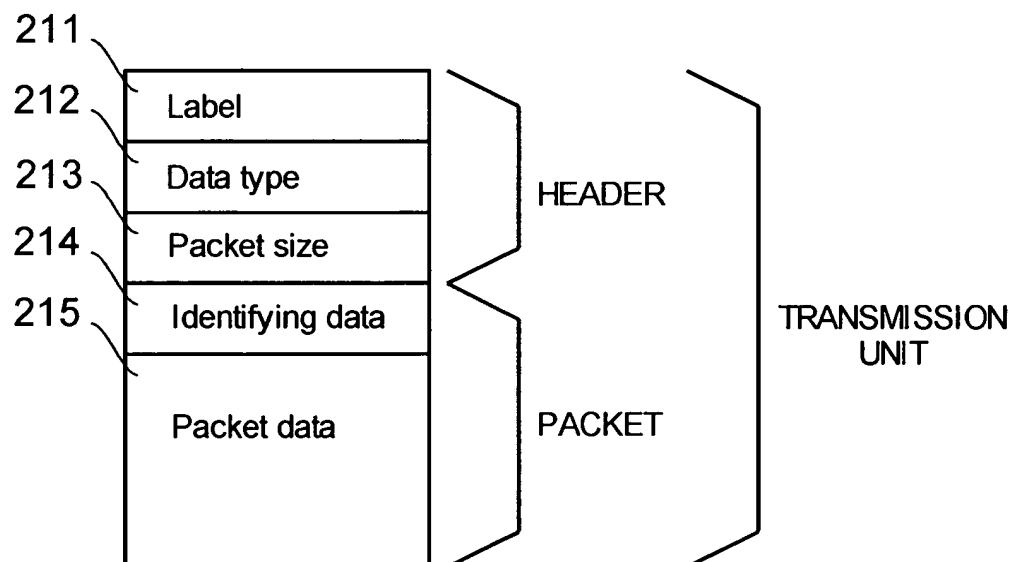 211
Label
212
Data type
213
Packet size
HEADER
214
Identifying data
215
Packet data
PACKET
TRANSMISSION
UNIT